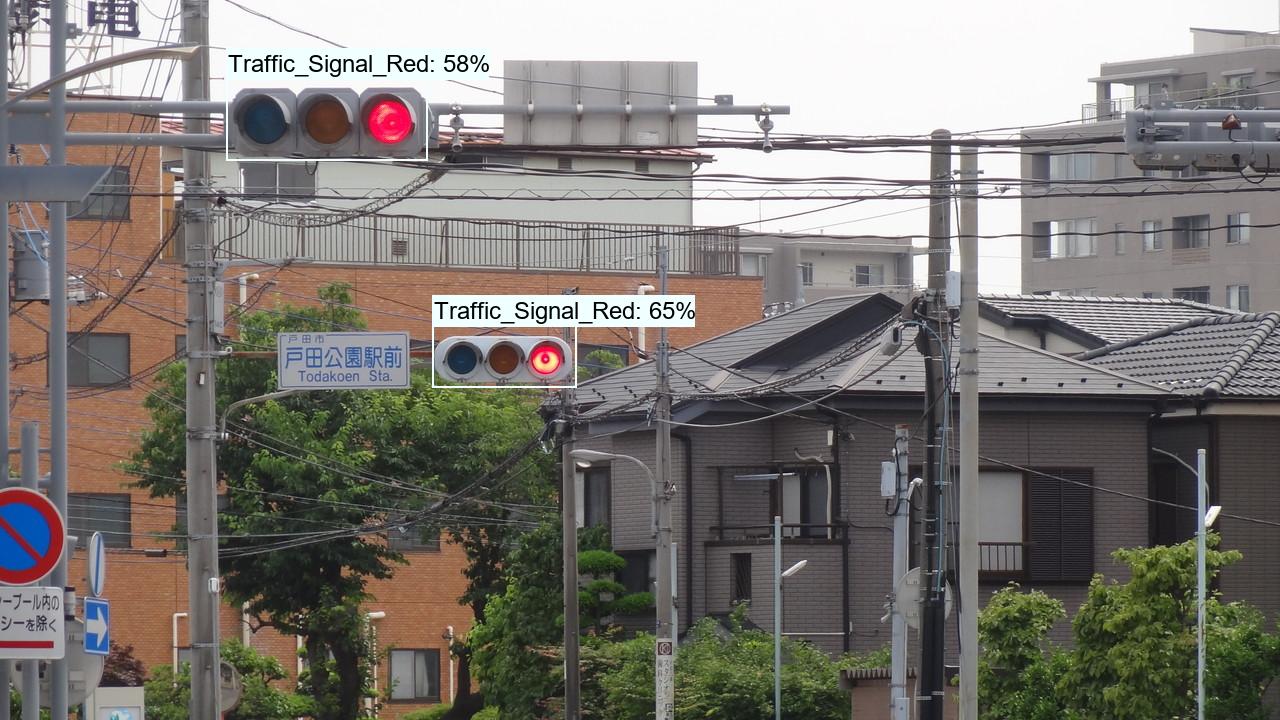 電
Traffic_Signal_Red: 58%
Traffic_Signal_Red: 65%
戸田市
戸田公園駅前
Todakoen Sta.
ープール内の
シーを除く